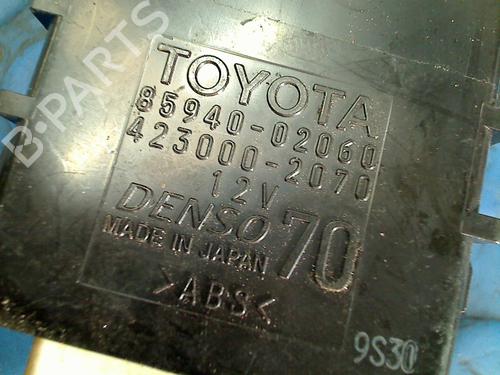 TOYOTA
85940-02060
423000-2070
12V
DENSO 70
MADE IN JAPAN
>ABS<
9S30
B-PARTS